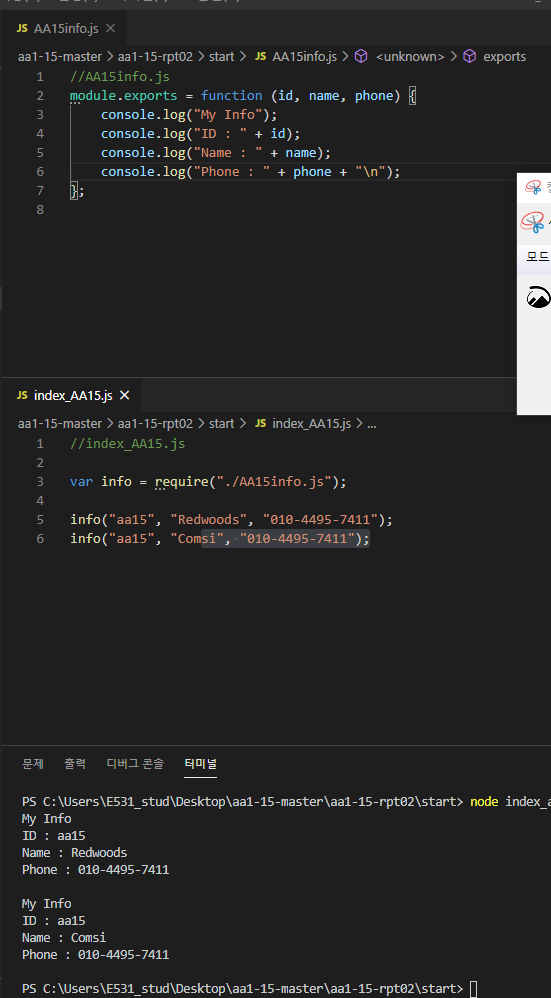 AA15info.js
aa1-15-master > aa1-15-rpt02 > start > JS AA15info.js > <unknown> > exports
1 //AA15info.js
2 module.exports = function (id, name, phone) {
3     console.log("My Info");
4     console.log("ID : " + id);
5     console.log("Name : " + name);
6     console.log("Phone : " + phone + "\n");
7 };
8
모드
JS index_AA15.js
aa1-15-master > aa1-15-rpt02 > start > JS index_AA15.js > ...
1 //index_AA15.js
2
3 var info = require("./AA15info.js");
4
5 info("aa15", "Redwoods", "010-4495-7411");
6 info("aa15", "Comsi", "010-4495-7411");
문제 출력 디버그 콘솔 터미널
PS C:\Users\E531_stud\Desktop\aa1-15-master\aa1-15-rpt02\start> node index_a
My Info
ID : aa15
Name : Redwoods
Phone : 010-4495-7411
My Info
ID : aa15
Name : Comsi
Phone : 010-4495-7411
PS C:\Users\E531_stud\Desktop\aa1-15-master\aa1-15-rpt02\start>